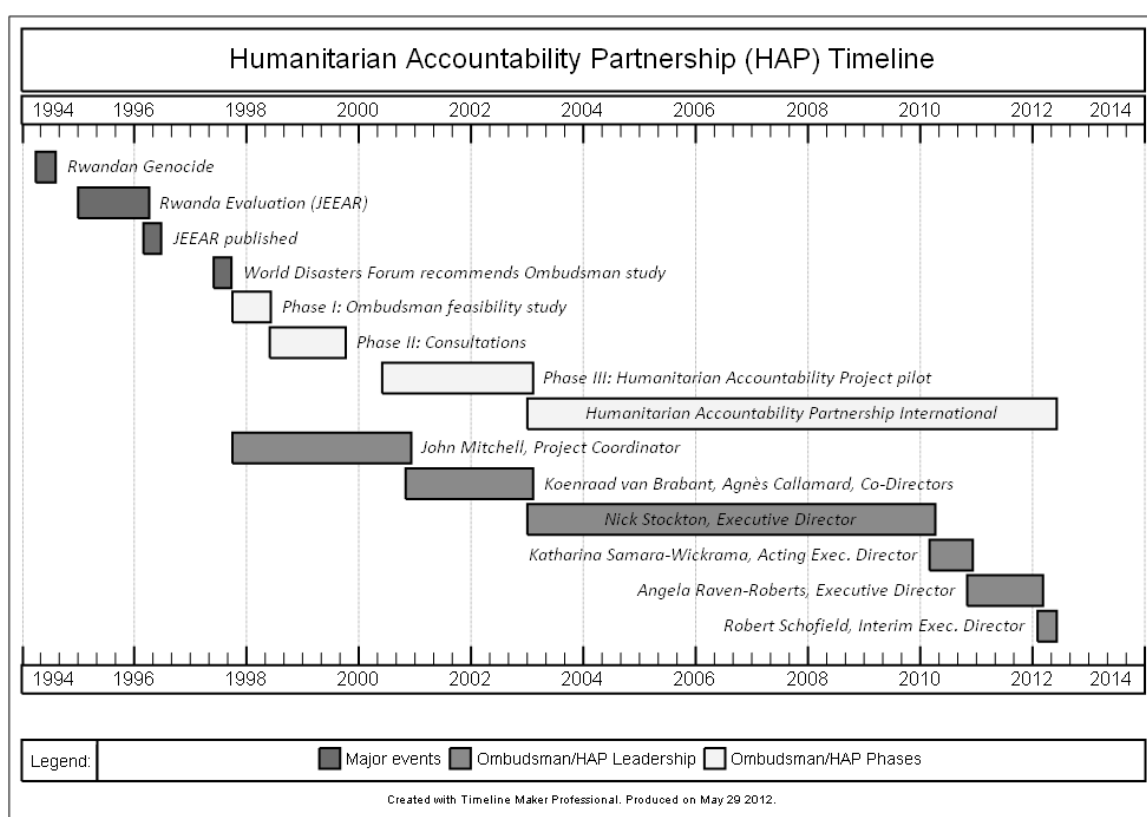 Humanitarian Accountability Partnership (HAP) Timeline
1994 1996 1998 2000 2002 2004 2006 2008 2010 2012 2014
Rwandan Genocide
Rwanda Evaluation (JEEAR)
JEEAR published
World Disasters Forum recommends Ombudsman study
Phase I: Ombudsman feasibility study
Phase II: Consultations
Phase III: Humanitarian Accountability Project pilot
Humanitarian Accountability Partnership International
John Mitchell, Project Coordinator
Koenraad van Brabant, Agnès Callamard, Co-Directors
Nick Stockton, Executive Director
Katharina Samara-Wickrama, Acting Exec. Director
Angela Raven-Roberts, Executive Director
Robert Schofield, Interim Exec. Director
1994 1996 1998 2000 2002 2004 2006 2008 2010 2012 2014
Legend: Major events Ombudsman/HAP Leadership Ombudsman/HAP Phases
Created with Timeline Maker Professional. Produced on May 29 2012.